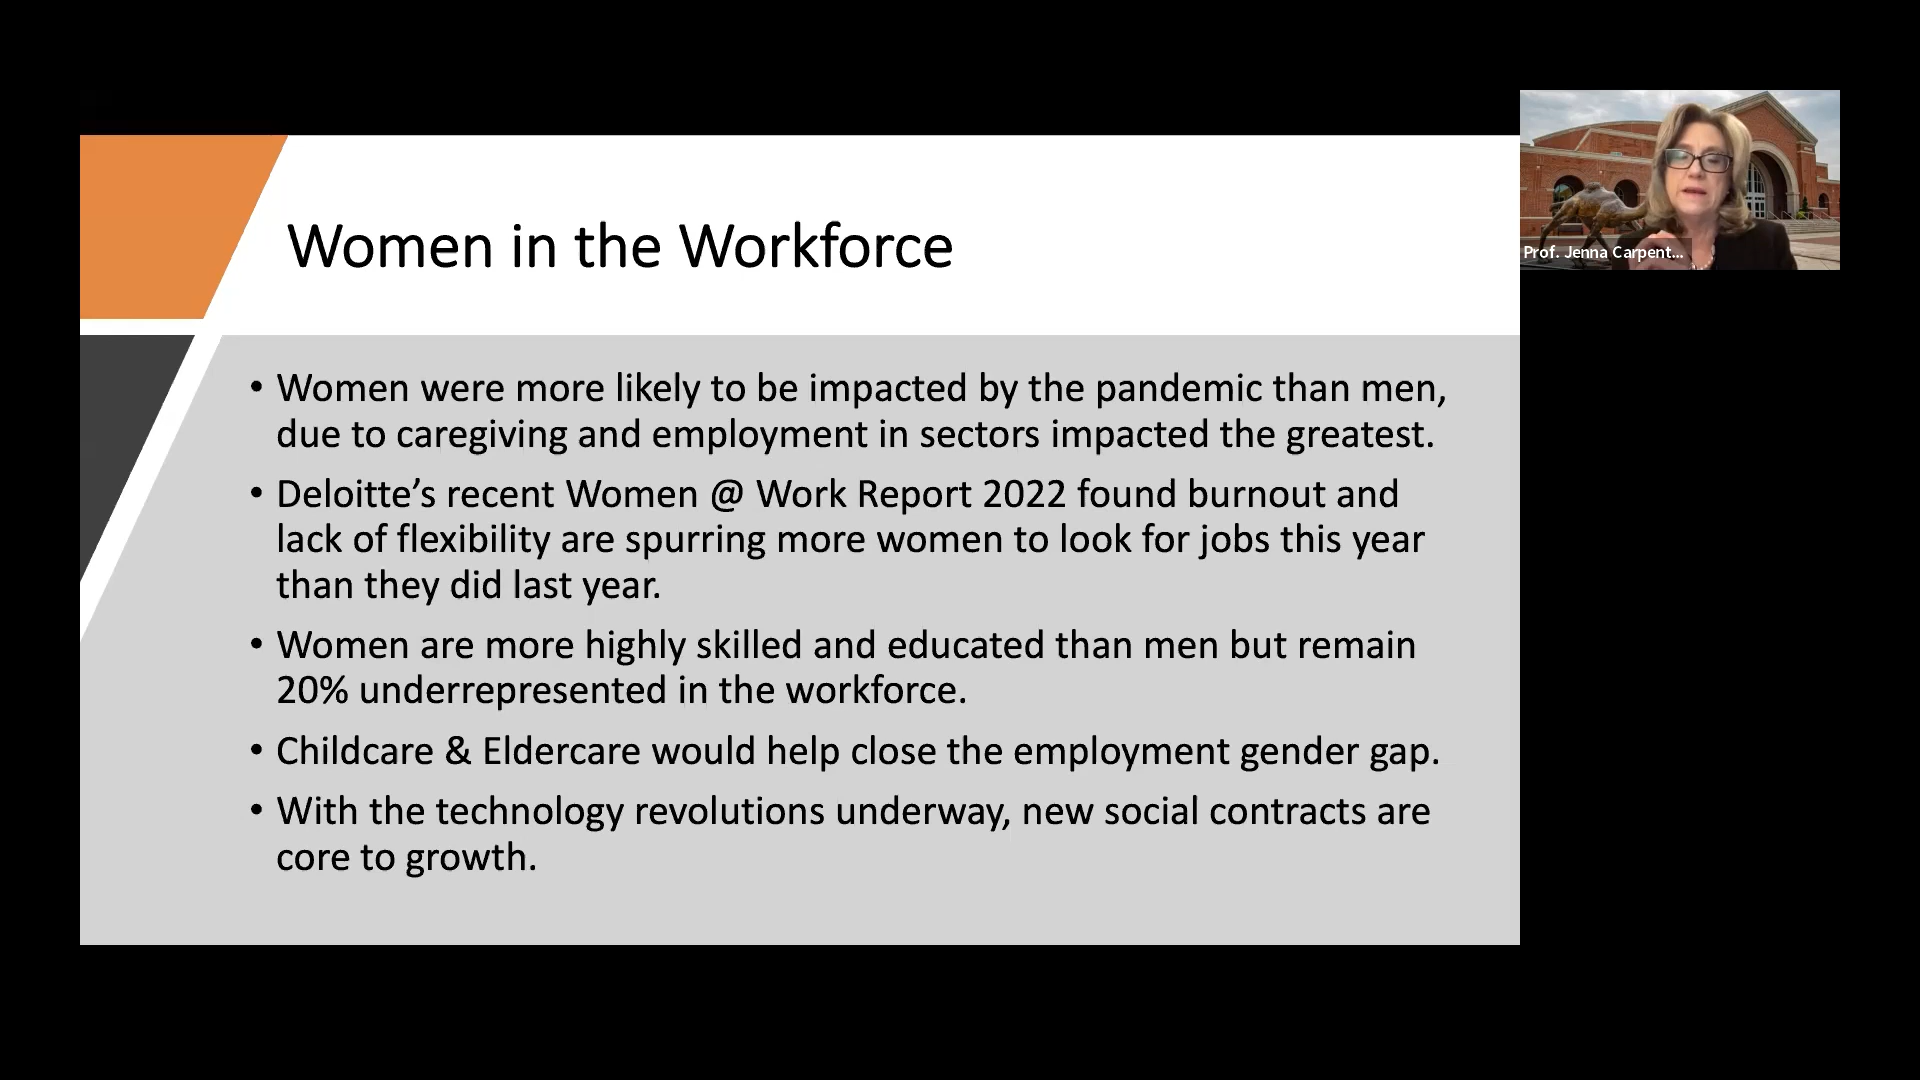 Women in the Workforce
• Women were more likely to be impacted by the pandemic than men,
due to caregiving and employment in sectors impacted the greatest.
• Deloitte’s recent Women @ Work Report 2022 found burnout and
lack of flexibility are spurring more women to look for jobs this year
than they did last year.
• Women are more highly skilled and educated than men but remain
20% underrepresented in the workforce.
• Childcare & Eldercare would help close the employment gender gap.
• With the technology revolutions underway, new social contracts are
core to growth.
Prof. Jenna Carpent...